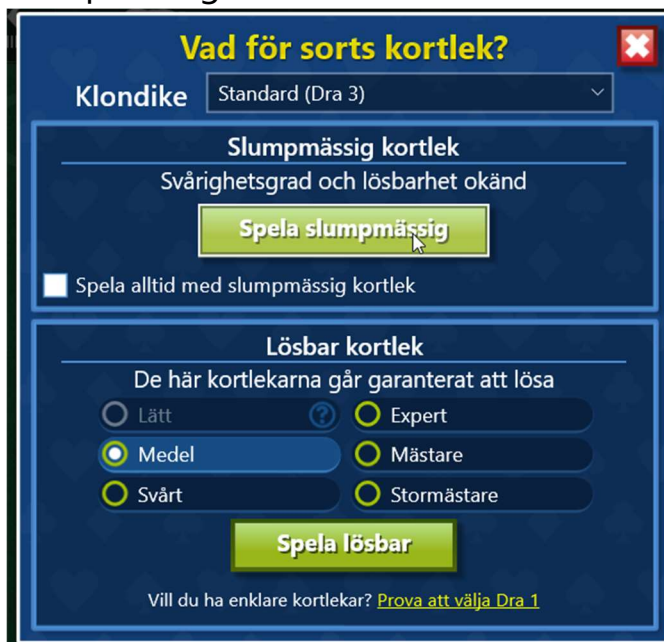 Vad för sorts kortlek?
Klondike Standard (Dra 3)
Slumpmässig kortlek
Svårighetsgrad och lösbarhet okänd
Spela slumpmässig
Spela alltid med slumpmässig kortlek
Lösbar kortlek
De här kortlekarna går garanterat att lösa
Lätt ? Expert
Medel Mästare
Svårt Stormästare
Spela lösbar
Vill du ha enklare kortlekar? Prova att välja Dra 1